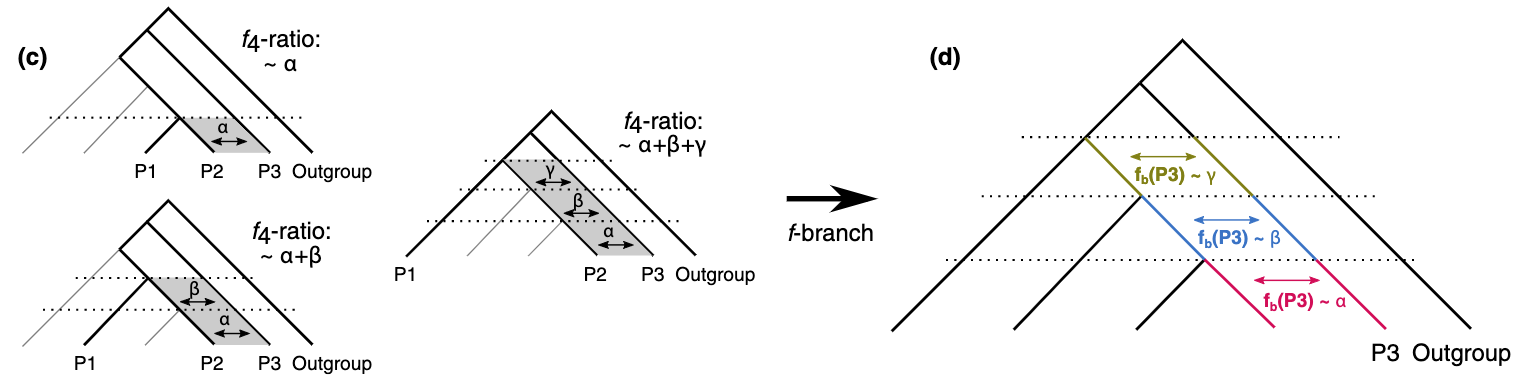 (c)
f4-ratio:
~ α
α
P1 P2 P3 Outgroup
f4-ratio:
~ α+β
β
α
P1 P2 P3 Outgroup
f4-ratio:
~ α+β+γ
γ
β
α
P1 P2 P3 Outgroup
f-branch
(d)
fb(P3) ~ γ
fb(P3) ~ β
fb(P3) ~ α
P3 Outgroup